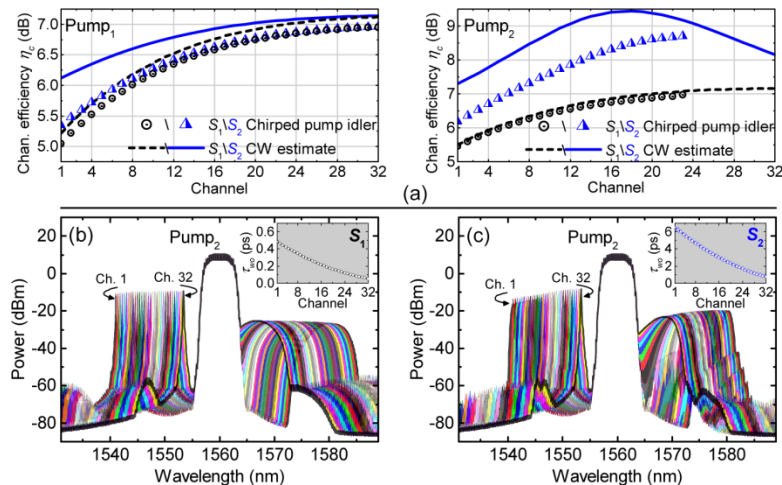 Pump1
Chan. efficiency ηc (dB)
7.0
6.5
6.0
5.5
5.0
S1\S2 Chirped pump idler
S1\S2 CW estimate
1 4 8 12 16 20 24 28 32
Channel
Pump2
Chan. efficiency ηc (dB)
9
8
7
6
5
S1\S2 Chirped pump idler
S1\S2 CW estimate
1 4 8 12 16 20 24 28 32
Channel
(a)
(b)
Pump2
Ch. 1
Ch. 32
Power (dBm)
20
0
-20
-40
-60
-80
1540 1550 1560 1570 1580
Wavelength (nm)
S1
τwo (ps)
0.6
0.4
0.2
0.0
1 8 16 24 32
Channel
(c)
Pump2
Ch. 1
Ch. 32
Power (dBm)
20
0
-20
-40
-60
-80
1540 1550 1560 1570 1580
Wavelength (nm)
S2
τwo (ps)
6
4
2
0
1 8 16 24 32
Channel